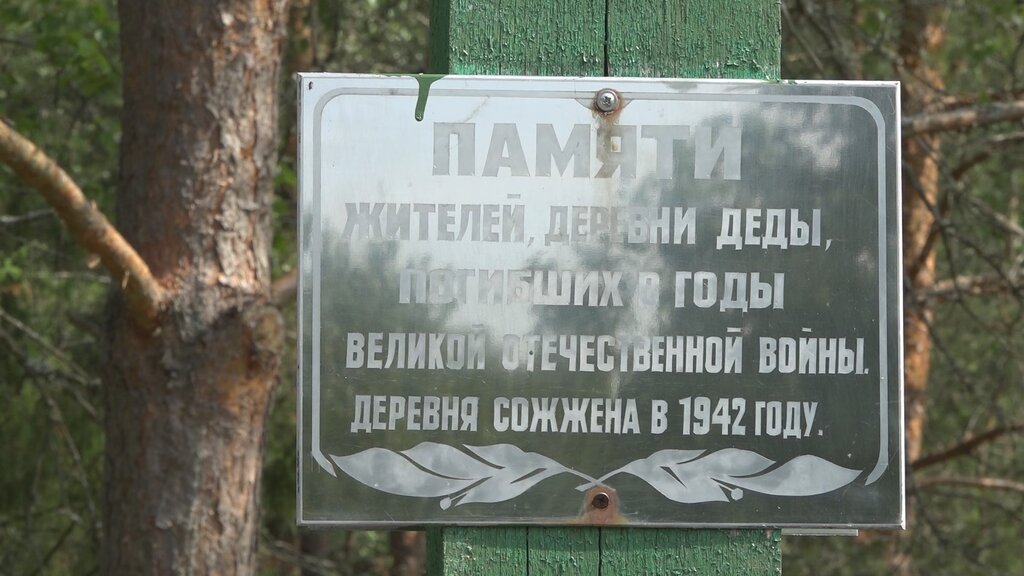 ПАМЯТИ
ЖИТЕЛЕЙ, ДЕРЕВНИ ДЕДЫ,
ПОГИБШИХ В ГОДЫ
ВЕЛИКОЙ ОТЕЧЕСТВЕННОЙ ВОЙНЫ.
ДЕРЕВНЯ СОЖЖЕНА В 1942 ГОДУ.